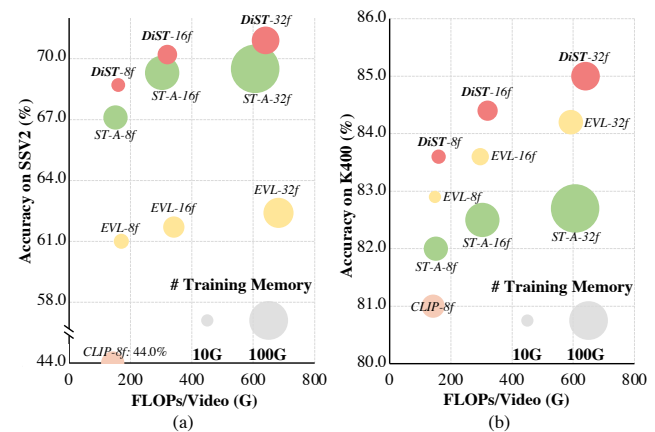 Accuracy on SSV2 (%)
70.0
67.0
64.0
61.0
58.0
44.0
DiST-8f
DiST-16f
DiST-32f
ST-A-8f
ST-A-16f
ST-A-32f
EVL-8f
EVL-16f
EVL-32f
# Training Memory
CLIP-8f: 44.0%
10G
100G
0
200
400
600
800
FLOPs/Video (G)
(a)
Accuracy on K400 (%)
86.0
85.0
84.0
83.0
82.0
81.0
80.0
DiST-32f
DiST-16f
EVL-32f
DiST-8f
EVL-16f
EVL-8f
ST-A-16f
ST-A-32f
ST-A-8f
# Training Memory
CLIP-8f
10G
100G
0
200
400
600
800
FLOPs/Video (G)
(b)